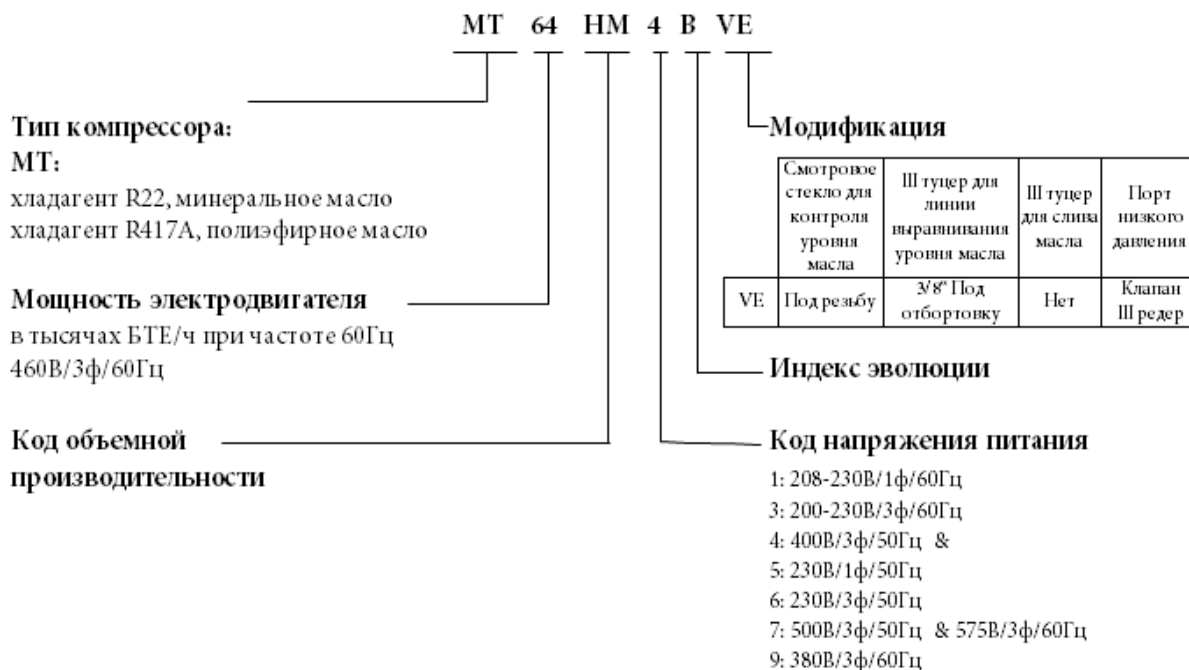 МТ 64 HM 4 B VE
Тип компрессора:
МТ:
хладагент R22, минеральное масло
хладагент R417A, полиэфирное масло
Мощность электродвигателя
в тысячах БТЕ/ч при частоте 60Гц
460В/3ф/60Гц
Код объемной
производительности
Модификация
Смотровое
стекло для
контроля
уровня
масла
Штуцер для
линии
выравнивания
уровня масла
Штуцер
для слива
масла
Порт
низкого
давления
VE
Под резьбу
3/8" Под
отбортовку
Нет
Клапан
Шредер
Индекс эволюции
Код напряжения питания
1: 208-230В/1ф/60Гц
3: 200-230В/3ф/60Гц
4: 400В/3ф/50Гц &
5: 230В/1ф/50Гц
6: 230В/3ф/50Гц
7: 500В/3ф/50Гц & 575В/3ф/60Гц
9: 380В/3ф/60Гц